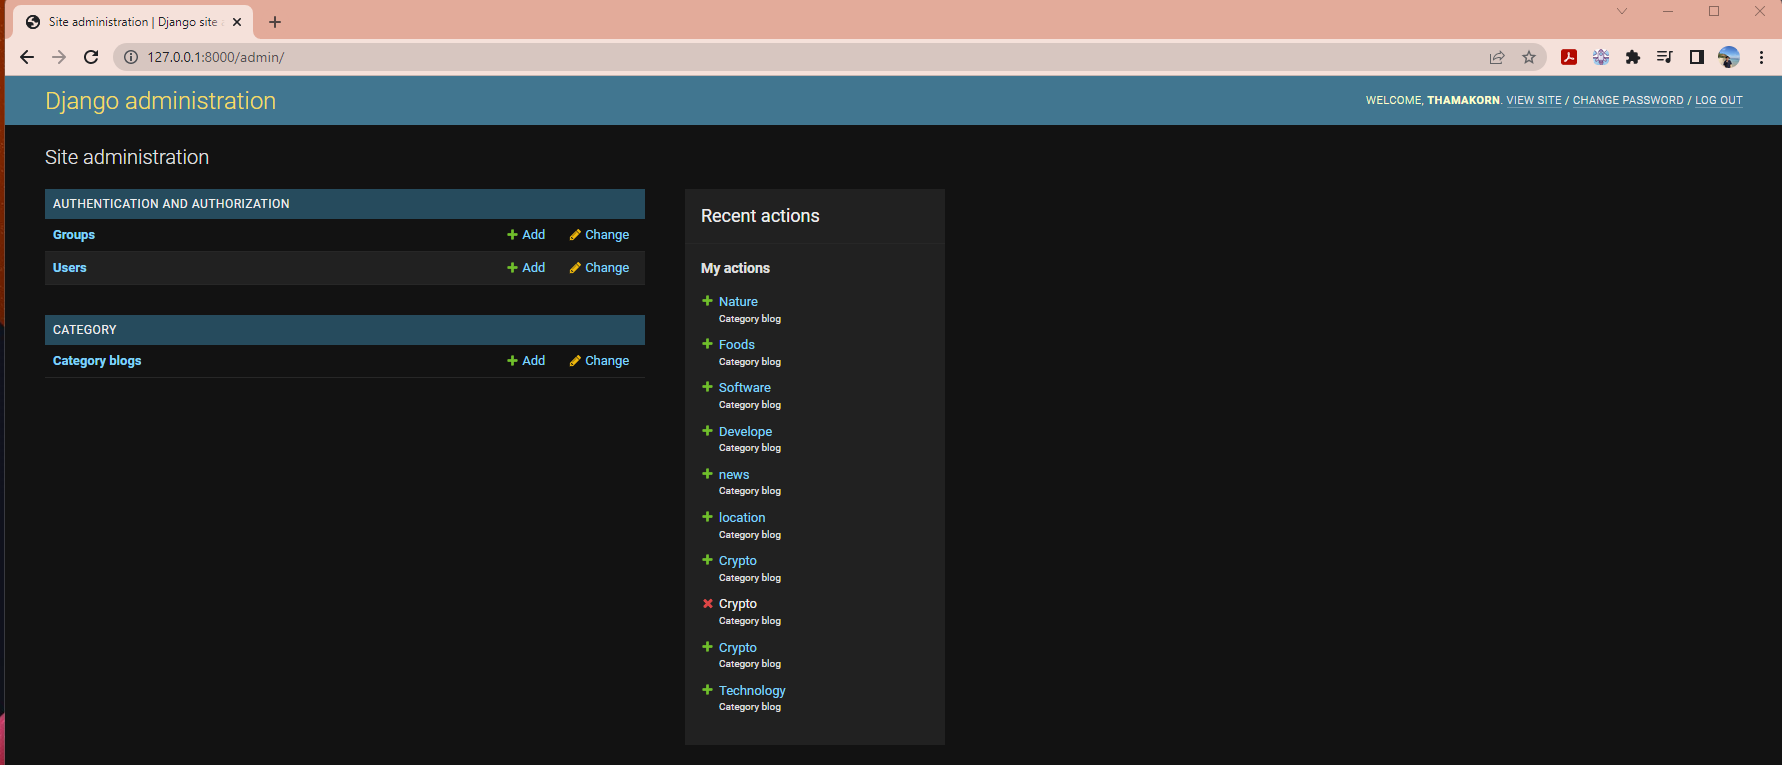 Site administration | Django site
127.0.0.1:8000/admin/
Django administration
WELCOME, THAMAKORN. VIEW SITE / CHANGE PASSWORD / LOG OUT
Site administration
AUTHENTICATION AND AUTHORIZATION
Groups Add Change
Users Add Change
CATEGORY
Category blogs Add Change
Recent actions
My actions
Nature
Category blog
Foods
Category blog
Software
Category blog
Develope
Category blog
news
Category blog
location
Category blog
Crypto
Category blog
Crypto
Category blog
Crypto
Category blog
Technology
Category blog